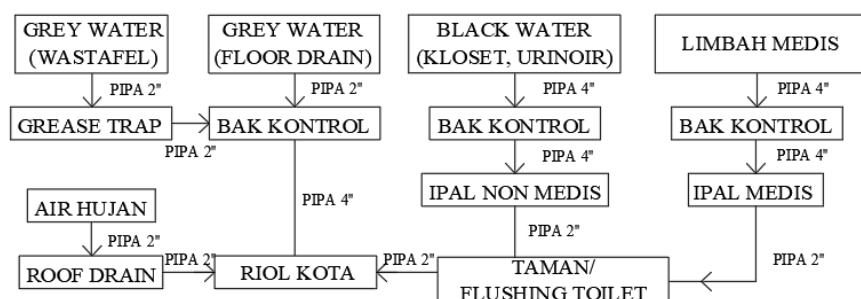 GREY WATER
(WASTAFEL)
GREY WATER
(FLOOR DRAIN)
BLACK WATER
(KLOSET, URINOIR)
LIMBAH MEDIS
PIPA 2"
PIPA 2"
PIPA 4"
PIPA 4"
GREASE TRAP
PIPA 2"
BAK KONTROL
BAK KONTROL
BAK KONTROL
PIPA 4"
PIPA 4"
IPAL NON MEDIS
IPAL MEDIS
PIPA 4"
AIR HUJAN
PIPA 2"
PIPA 2"
PIPA 2"
ROOF DRAIN
PIPA 2"
RIOL KOTA
PIPA 2"
TAMAN/
FLUSHING TOILET